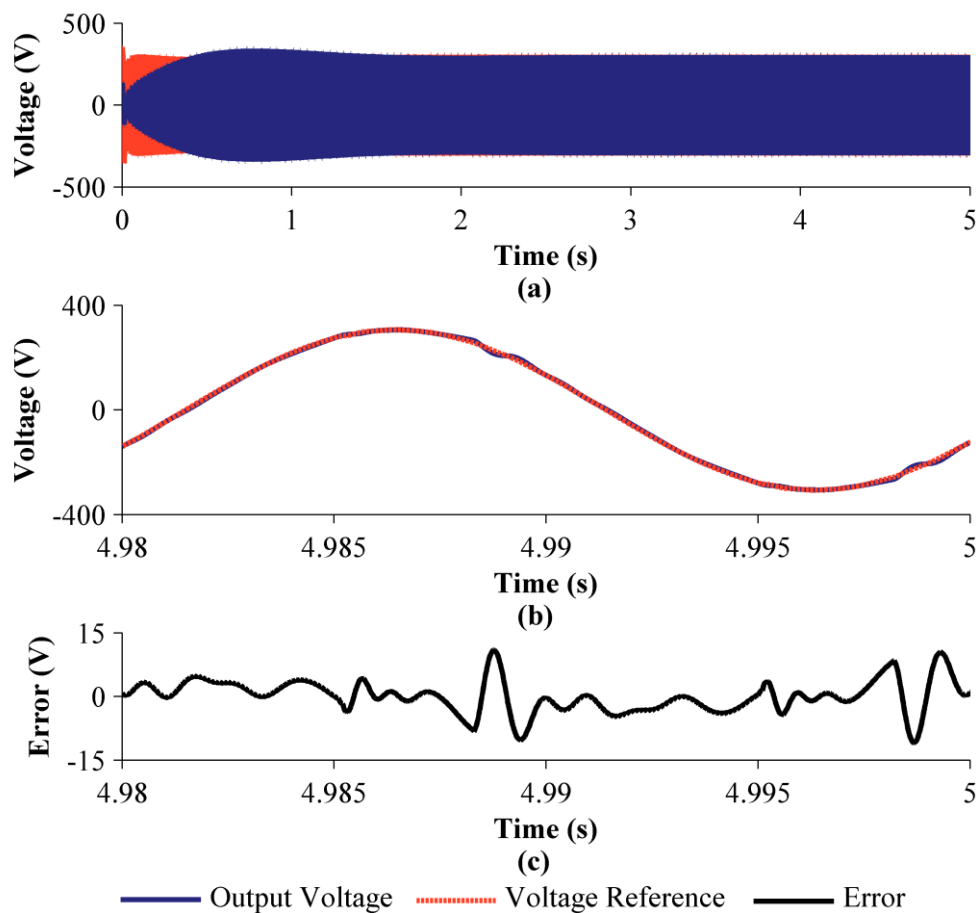 500
0
-500
Voltage (V)
0 1 2 3 4 5
Time (s)
(a)
400
0
-400
Voltage (V)
4.98 4.985 4.99 4.995 5
Time (s)
(b)
15
0
-15
Error (V)
4.98 4.985 4.99 4.995 5
Time (s)
(c)
Output Voltage Voltage Reference Error